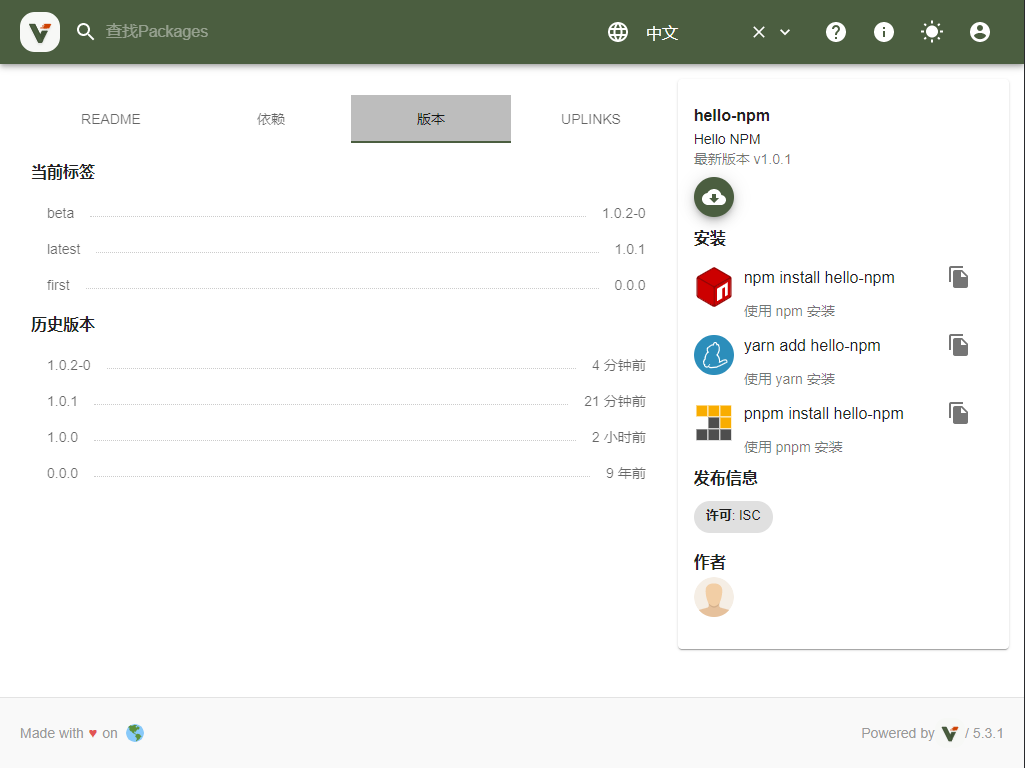 查找Packages
中文
README
依赖
版本
UPLINKS
当前标签
beta 1.0.2-0
latest 1.0.1
first 0.0.0
历史版本
1.0.2-0 4 分钟前
1.0.1 21 分钟前
1.0.0 2 小时前
0.0.0 9 年前
hello-npm
Hello NPM
最新版本 v1.0.1
安装
npm install hello-npm
使用 npm 安装
yarn add hello-npm
使用 yarn 安装
pnpm install hello-npm
使用 pnpm 安装
发布信息
许可: ISC
作者
Made with ♥ on
Powered by / 5.3.1